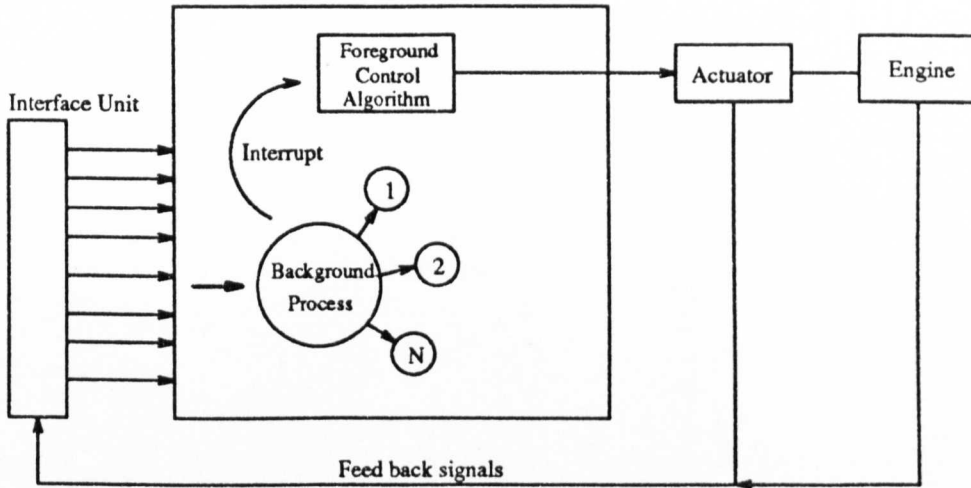 Foreground
Control
Algorithm
Actuator
Engine
Interface Unit
Interrupt
1
2
N
Background
Process
Feed back signals